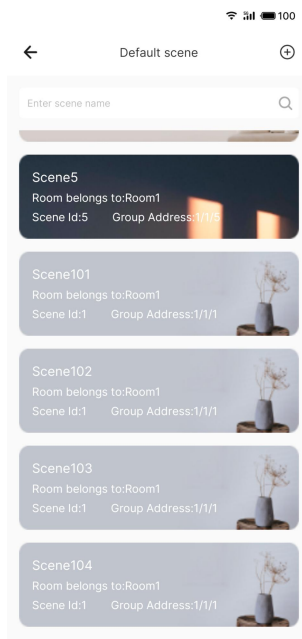 5G 100
Default scene
Enter scene name
Scene5
Room belongs to:Room1
Scene Id:5 Group Address:1/1/5
Scene101
Room belongs to:Room1
Scene Id:1 Group Address:1/1/1
Scene102
Room belongs to:Room1
Scene Id:1 Group Address:1/1/1
Scene103
Room belongs to:Room1
Scene Id:1 Group Address:1/1/1
Scene104
Room belongs to:Room1
Scene Id:1 Group Address:1/1/1